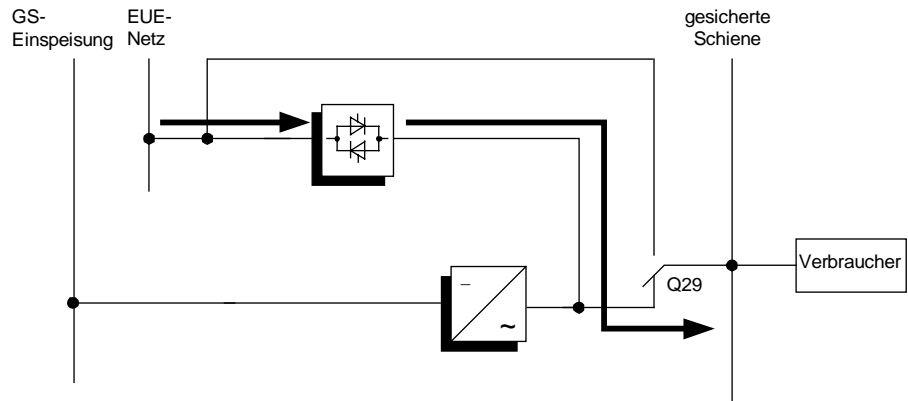 GS-
Einspeisung
EUE-
Netz
gesicherte
Schiene
Verbraucher
Q29
–
~